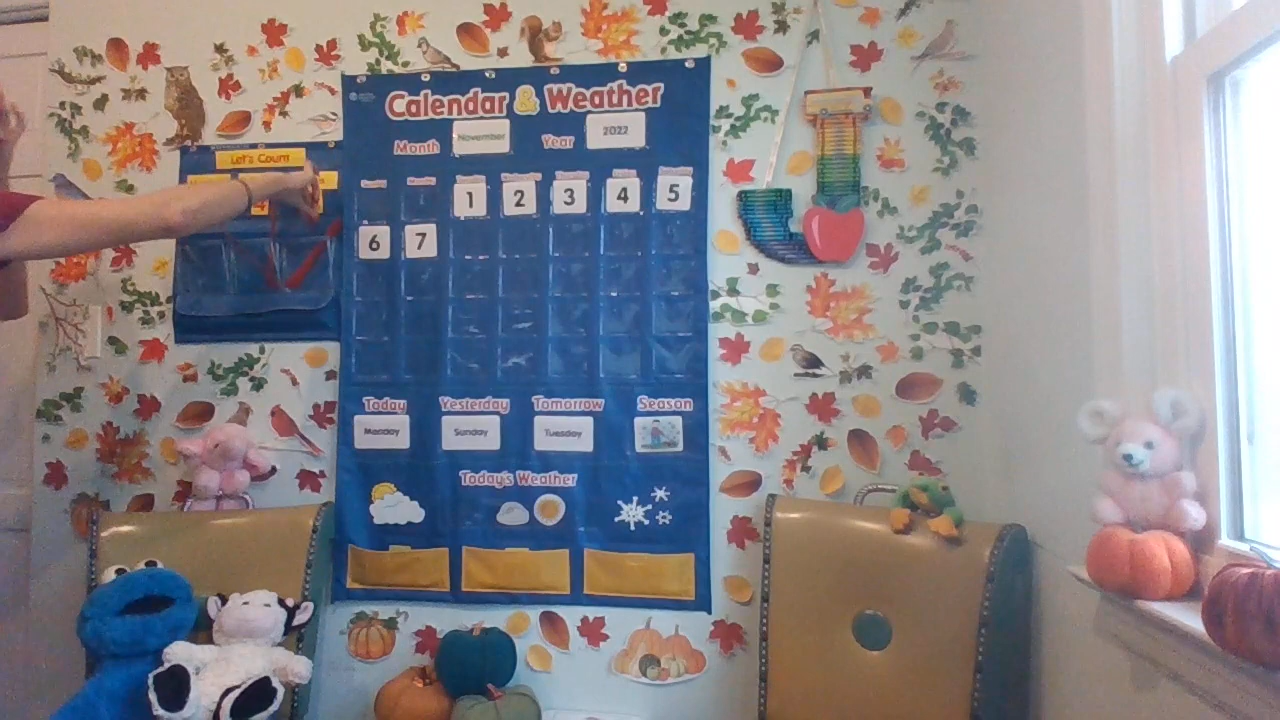 Calendar & Weather
Month November Year 2022
Let's Count
4
1 2 3 4 5
6 7
Today Yesterday Tomorrow Season
Monday Sunday Tuesday
Today's Weather